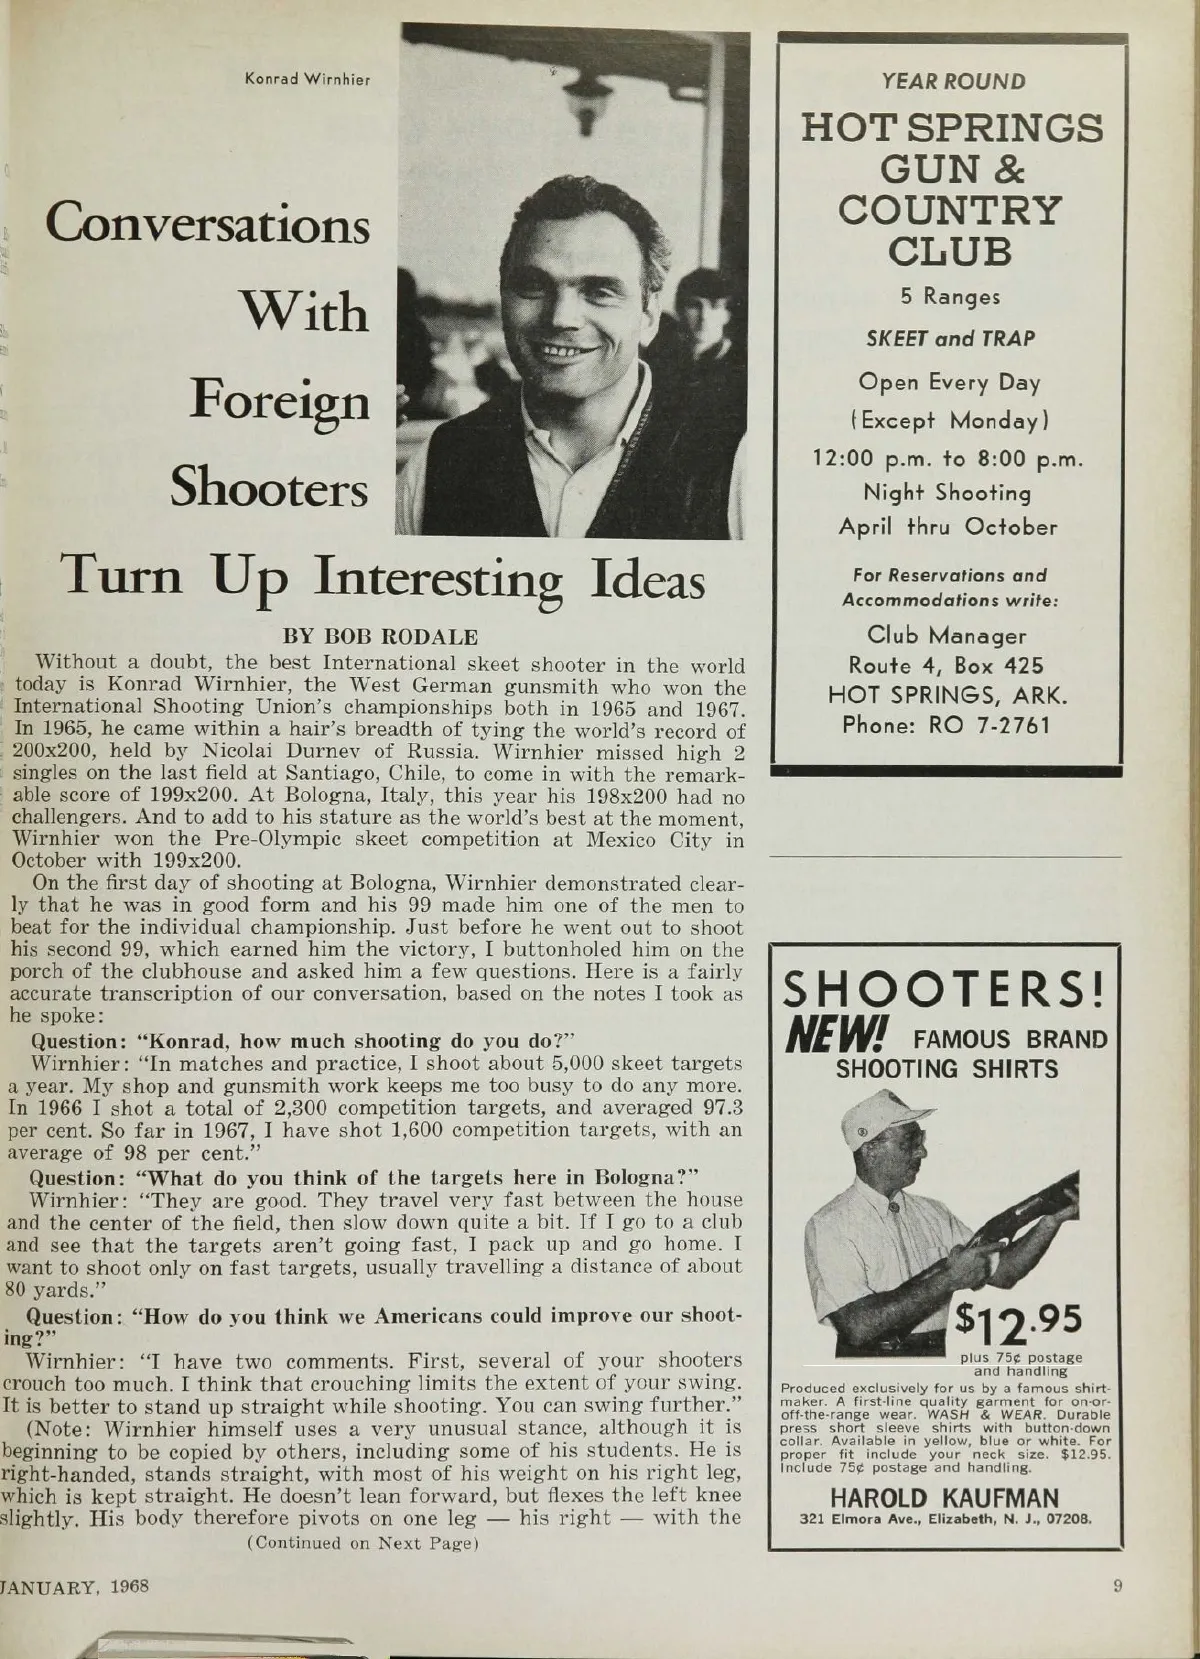 Konrad Wirnhier
Conversations
With
Foreign
Shooters
Turn Up Interesting Ideas
BY BOB RODALE
Without a doubt, the best International skeet shooter in the world
today is Konrad Wirnhier, the West German gunsmith who won the
International Shooting Union's championships both in 1965 and 1967.
In 1965, he came within a hair's breadth of tying the world's record of
200x200, held by Nicolai Durnev of Russia. Wirnhier missed high 2
singles on the last field at Santiago, Chile, to come in with the remark-
able score of 199x200. At Bologna, Italy, this year his 198x200 had no
challengers. And to add to his stature as the world's best at the moment,
Wirnhier won the Pre-Olympic skeet competition at Mexico City in
October with 199x200.
On the first day of shooting at Bologna, Wirnhier demonstrated clear-
ly that he was in good form and his 99 made him one of the men to
beat for the individual championship. Just before he went out to shoot
his second 99, which earned him the victory, I buttonholed him on the
porch of the clubhouse and asked him a few questions. Here is a fairly
accurate transcription of our conversation, based on the notes I took as
he spoke:
Question: "Konrad, how much shooting do you do?"
Wirnhier: "In matches and practice, I shoot about 5,000 skeet targets
a year. My shop and gunsmith work keeps me too busy to do any more.
In 1966 I shot a total of 2,300 competition targets, and averaged 97.3
per cent. So far in 1967, I have shot 1,600 competition targets, with an
average of 98 per cent."
Question: "What do you think of the targets here in Bologna?"
Wirnhier: "They are good. They travel very fast between the house
and the center of the field, then slow down quite a bit. If I go to a club
and see that the targets aren't going fast, I pack up and go home. I
want to shoot only on fast targets, usually travelling a distance of about
80 yards."
Question: "How do you think we Americans could improve our shoot-
ing?"
Wirnhier: "I have two comments. First, several of your shooters
crouch too much. I think that crouching limits the extent of your swing.
It is better to stand up straight while shooting. You can swing further."
(Note: Wirnhier himself uses a very unusual stance, although it is
beginning to be copied by others, including some of his students. He is
right-handed, stands straight, with most of his weight on his right leg,
which is kept straight. He doesn't lean forward, but flexes the left knee
slightly. His body therefore pivots on one leg — his right — with the
(Continued on Next Page)
JANUARY, 1968
YEAR ROUND
HOT SPRINGS
GUN &
COUNTRY
CLUB
5 Ranges
SKEET and TRAP
Open Every Day
(Except Monday)
12:00 p.m. to 8:00 p.m.
Night Shooting
April thru October
For Reservations and
Accommodations write:
Club Manager
Route 4, Box 425
HOT SPRINGS, ARK.
Phone: RO 7-2761
SHOOTERS!
NEW! FAMOUS BRAND
SHOOTING SHIRTS
$12.95
plus 75¢ postage
and handling
Produced exclusively for us by a famous shirt-
maker. A first-line quality garment for on-or-
off-the-range wear. WASH & WEAR. Durable
press short sleeve shirts with button-down
collar. Available in yellow, blue or white. For
proper fit include your neck size. $12.95.
Include 75¢ postage and handling.
HAROLD KAUFMAN
321 Elmora Ave., Elizabeth, N. J., 07208.
9